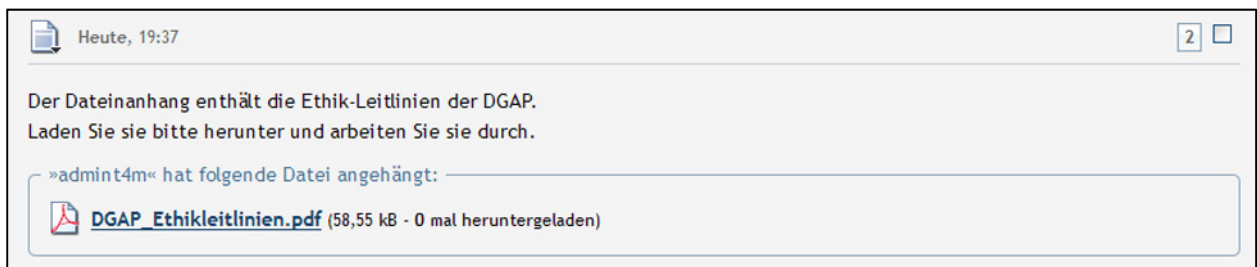 Heute, 19:37
2
Der Dateinanhang enthält die Ethik-Leitlinien der DGAP.
Laden Sie sie bitte herunter und arbeiten Sie sie durch.
»admint4m« hat folgende Datei angehängt:
DGAP_Ethikleitlinien.pdf (58,55 kB - 0 mal heruntergeladen)